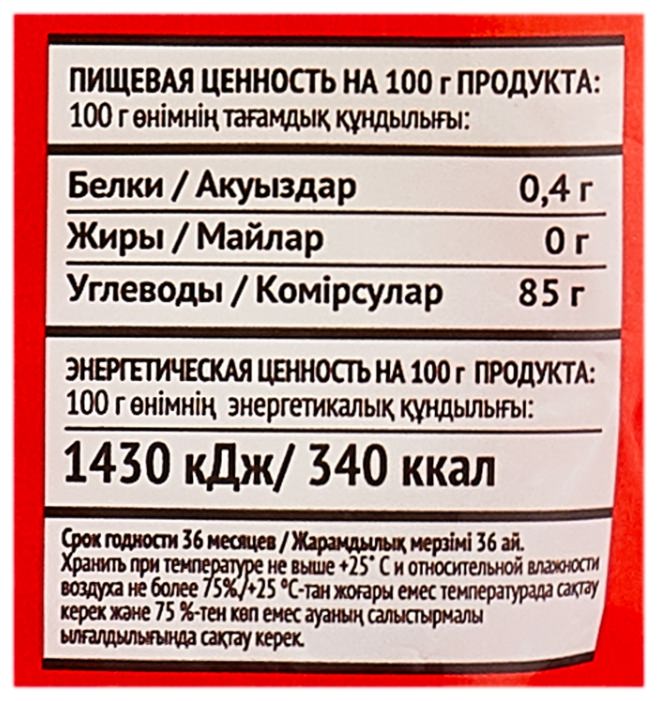 ПИЩЕВАЯ ЦЕННОСТЬ НА 100 г ПРОДУКТА:
100 г өнімнің тағамдық құндылығы:
Белки / Акуыздар 0,4 г
Жиры / Майлар 0 г
Углеводы / Комірсулар 85 г
ЭНЕРГЕТИЧЕСКАЯ ЦЕННОСТЬ НА 100 г ПРОДУКТА:
100 г өнімнің энергетикалық құндылығы:
1430 кДж/ 340 ккал
Срок годности 36 месяцев / Жарамдылық мерзімі 36 ай.
Хранить при температуре не выше +25° С и относительной влажности
воздуха не более 75%./+25 °С-тан жоғары емес температурада сақтау
керек және 75 %-тен көп емес ауаның салыстырмалы
ылғалдылығында сақтау керек.